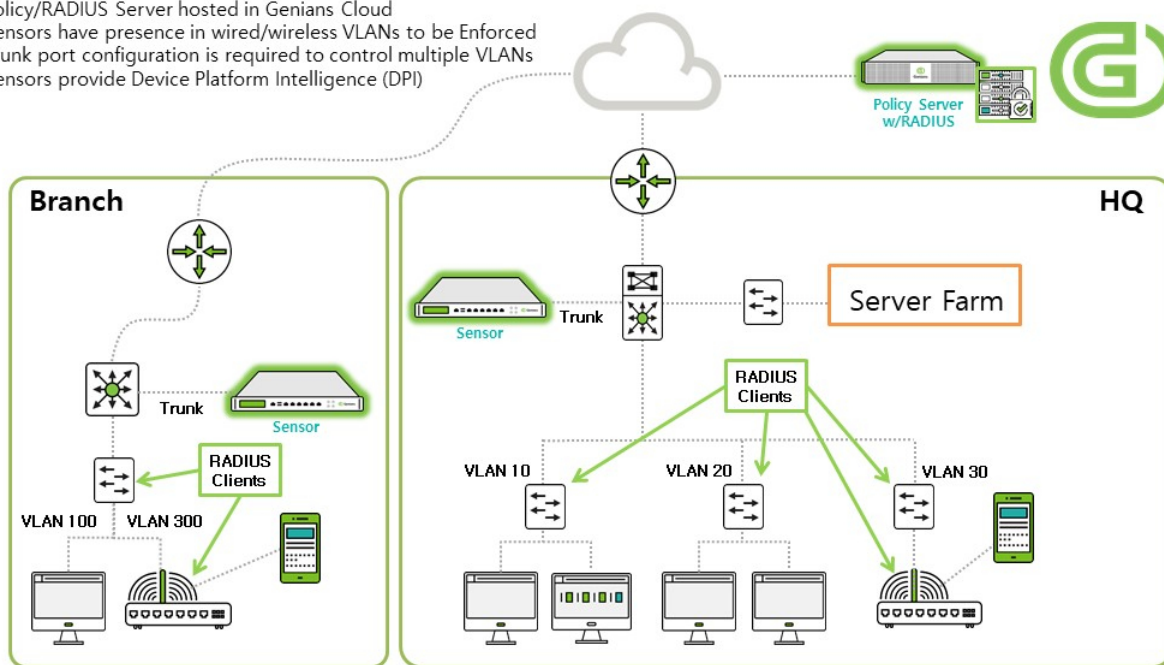 olicy/RADIUS Server hosted in Genians Cloud
ensors have presence in wired/wireless VLANs to be Enforced
runk port configuration is required to control multiple VLANs
ensors provide Device Platform Intelligence (DPI)
Policy Server
w/RADIUS
Branch
HQ
Sensor
Trunk
Server Farm
Trunk
Sensor
RADIUS
Clients
RADIUS
Clients
VLAN 10
VLAN 20
VLAN 30
VLAN 100
VLAN 300